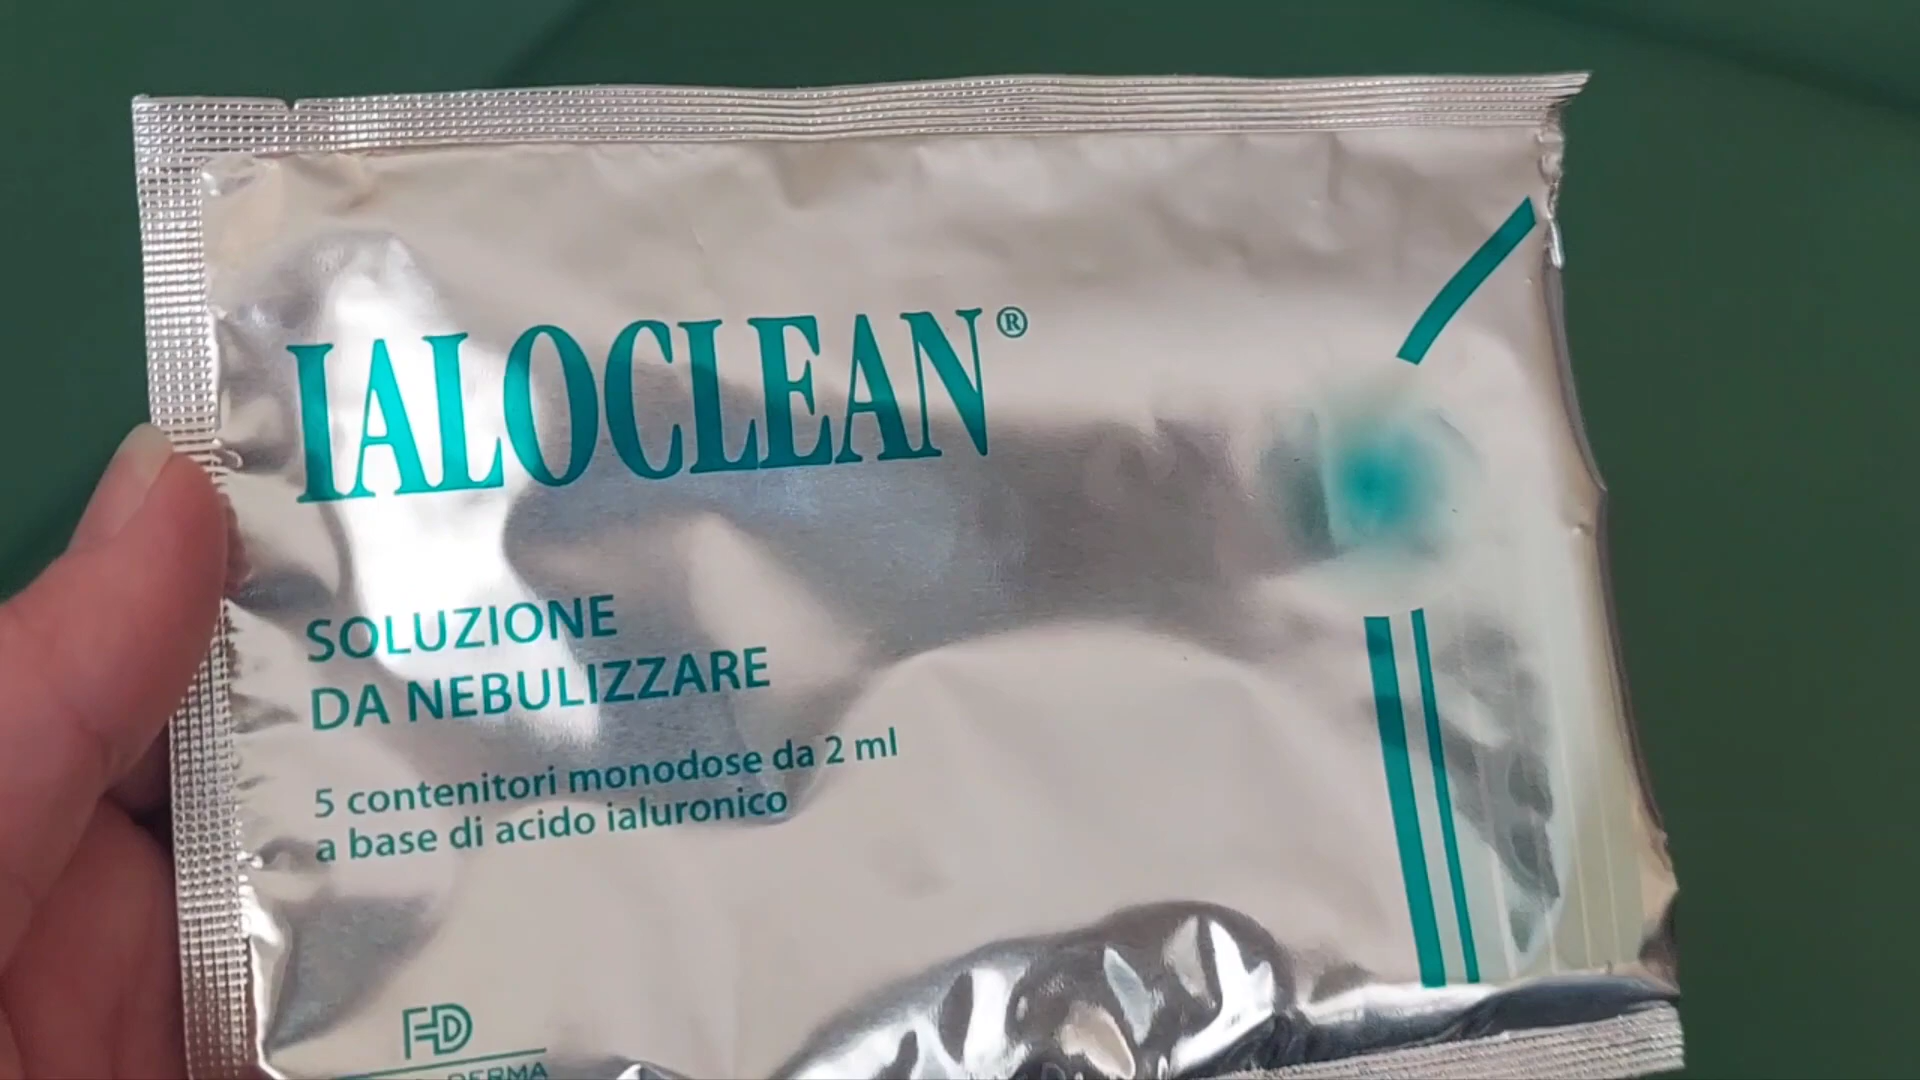 IALOCLEAN®
SOLUZIONE
DA NEBULIZZARE
5 contenitori monodose da 2 ml
a base di acido ialuronico
FD